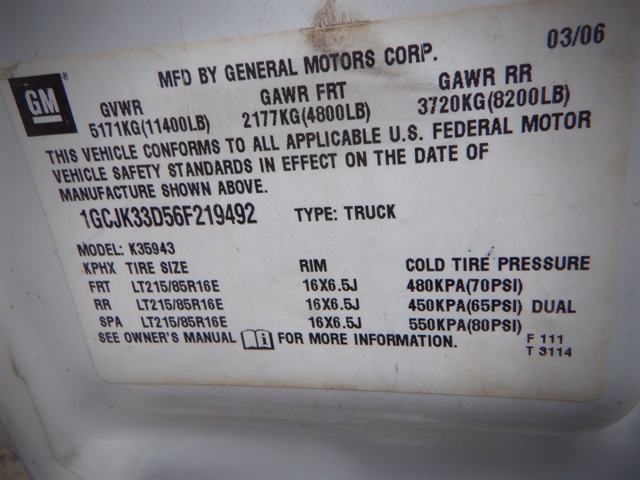 03/06
MFD BY GENERAL MOTORS CORP.
GM®
GVWR GAWR FRT GAWR RR
5171KG(11400LB) 2177KG(4800LB) 3720KG(8200LB)
THIS VEHICLE CONFORMS TO ALL APPLICABLE U.S. FEDERAL MOTOR
VEHICLE SAFETY STANDARDS IN EFFECT ON THE DATE OF
MANUFACTURE SHOWN ABOVE.
1GCJK33D56F219492 TYPE: TRUCK
MODEL: K35943
KPHX TIRE SIZE RIM COLD TIRE PRESSURE
FRT LT215/85R16E 16X6.5J 480KPA(70PSI)
RR LT215/85R16E 16X6.5J 450KPA(65PSI) DUAL
SPA LT215/85R16E 16X6.5J 550KPA(80PSI)
SEE OWNER'S MANUAL i FOR MORE INFORMATION.
F 111
T 3114